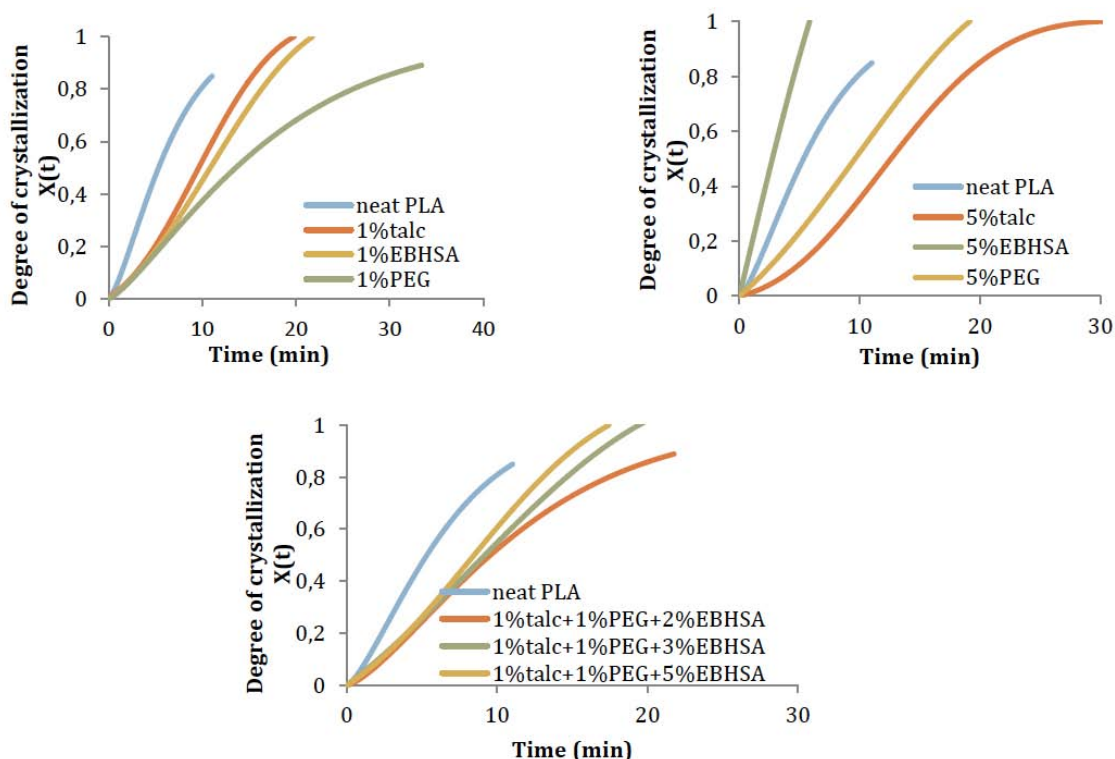 Degree of crystallization
X(t)
1
0,8
0,6
0,4
0,2
0
0
10
20
30
40
Time (min)
neat PLA
1%talc
1%EBHSA
1%PEG
Degree of crystallization
X(t)
1
0,8
0,6
0,4
0,2
0
0
10
20
30
Time (min)
neat PLA
5%talc
5%EBHSA
5%PEG
Degree of crystallization
X(t)
1
0,8
0,6
0,4
0,2
0
0
10
20
30
Time (min)
neat PLA
1%talc+1%PEG+2%EBHSA
1%talc+1%PEG+3%EBHSA
1%talc+1%PEG+5%EBHSA